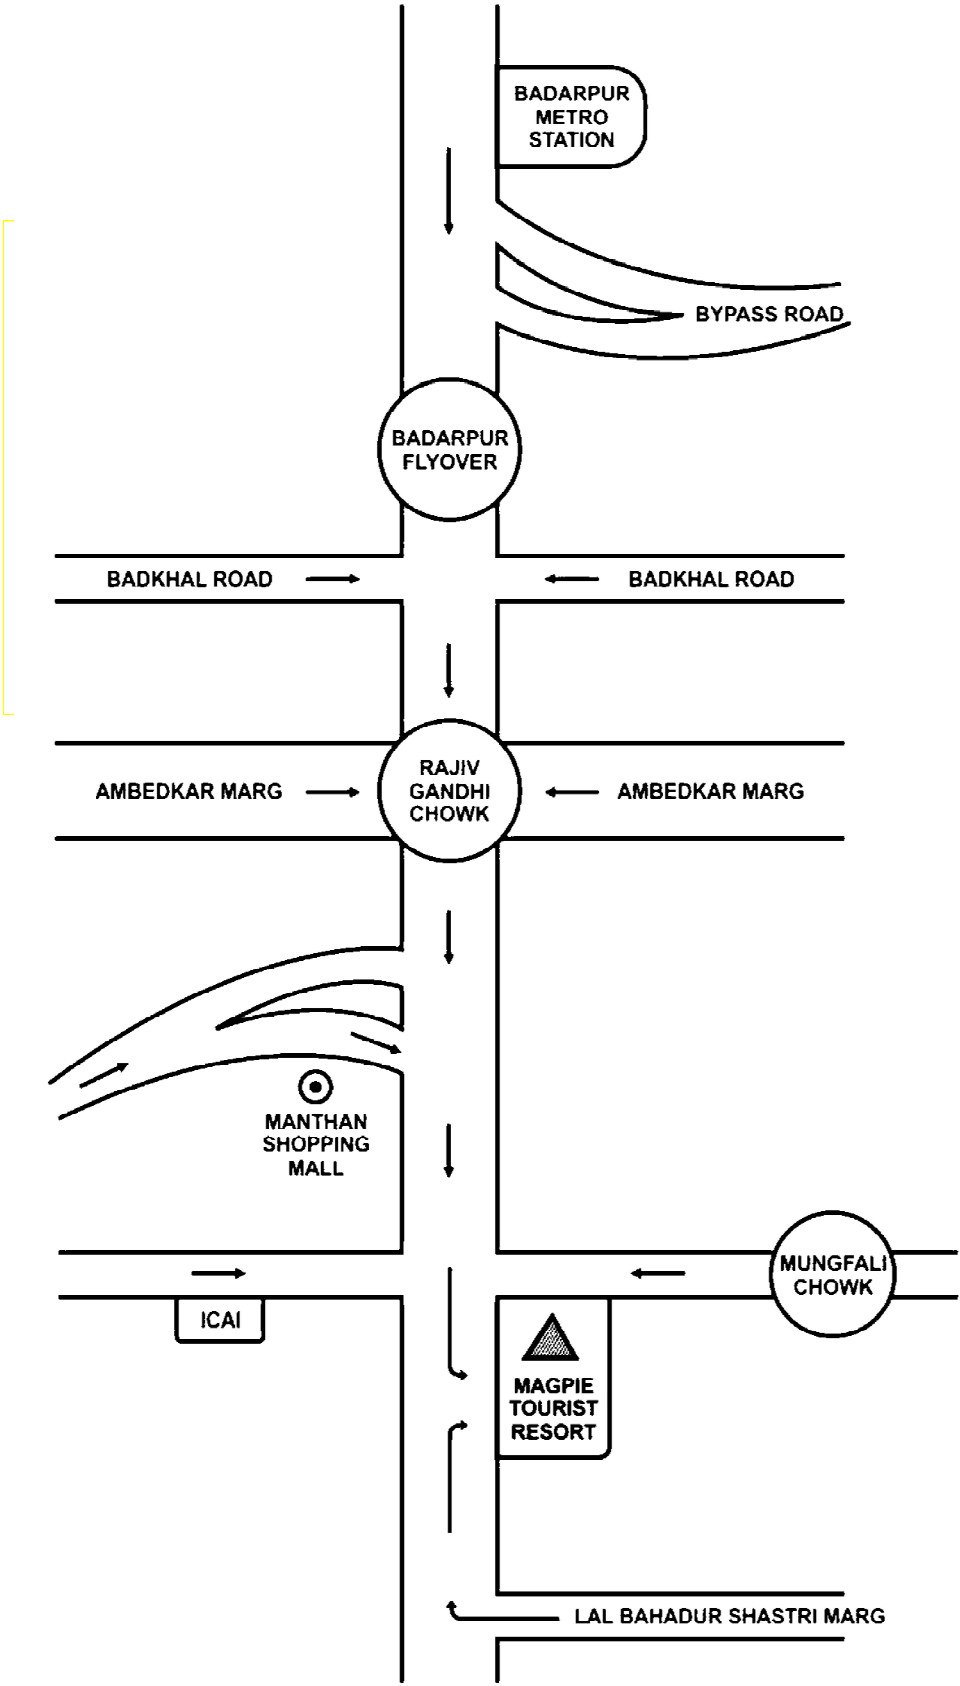 BADARPUR
METRO
STATION
BYPASS ROAD
BADARPUR
FLYOVER
BADKHAL ROAD
BADKHAL ROAD
RAJIV
GANDHI
CHOWK
AMBEDKAR MARG
AMBEDKAR MARG
MANTHAN
SHOPPING
MALL
MUNGFALI
CHOWK
ICAI
MAGPIE
TOURIST
RESORT
LAL BAHADUR SHASTRI MARG